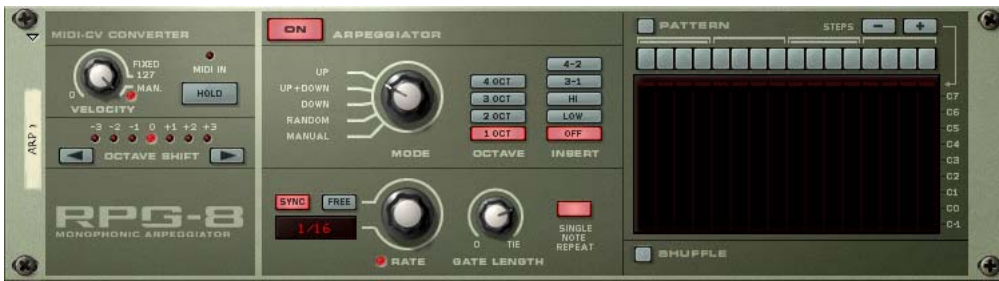 ARP 1
MIDI-CV CONVERTER
FIXED
127
MAN.
0
VELOCITY
MIDI IN
HOLD
-3 -2 -1 0 +1 +2 +3
OCTAVE SHIFT
RPG-8
MONOPHONIC ARPEGGIATOR
ON
ARPEGGIATOR
UP
UP+DOWN
DOWN
RANDOM
MANUAL
MODE
4 OCT
3 OCT
2 OCT
1 OCT
OCTAVE
4-2
3-1
HI
LOW
OFF
INSERT
SYNC
FREE
1/16
RATE
0
TIE
GATE LENGTH
SINGLE
NOTE
REPEAT
PATTERN
STEPS
−
+
C7
C6
C5
C4
C3
C2
C1
C0
C-1
SHUFFLE